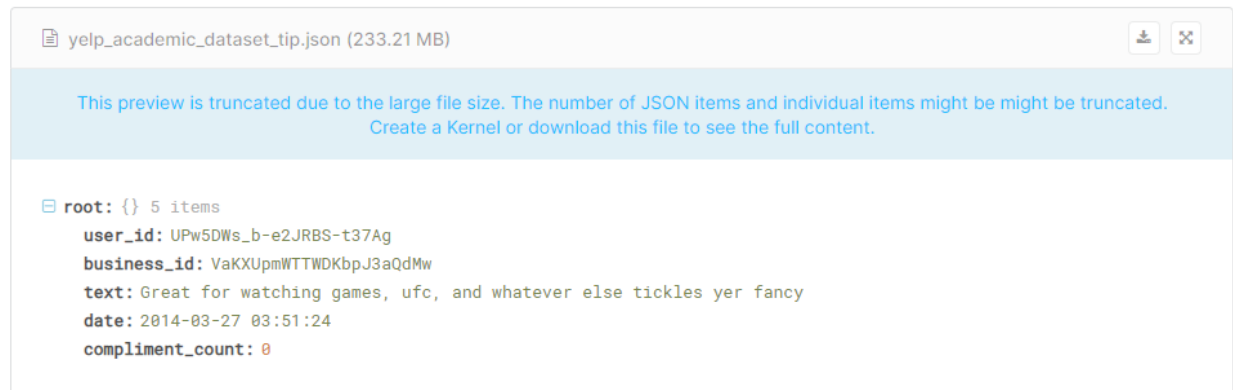 yelp_academic_dataset_tip.json (233.21 MB)
This preview is truncated due to the large file size. The number of JSON items and individual items might be might be truncated.
Create a Kernel or download this file to see the full content.
root: {} 5 items
user_id: UPw5DWs_b-e2JRBS-t37Ag
business_id: VaKXUpmWTTWDKbpJ3aQdMw
text: Great for watching games, ufc, and whatever else tickles yer fancy
date: 2014-03-27 03:51:24
compliment_count: 0